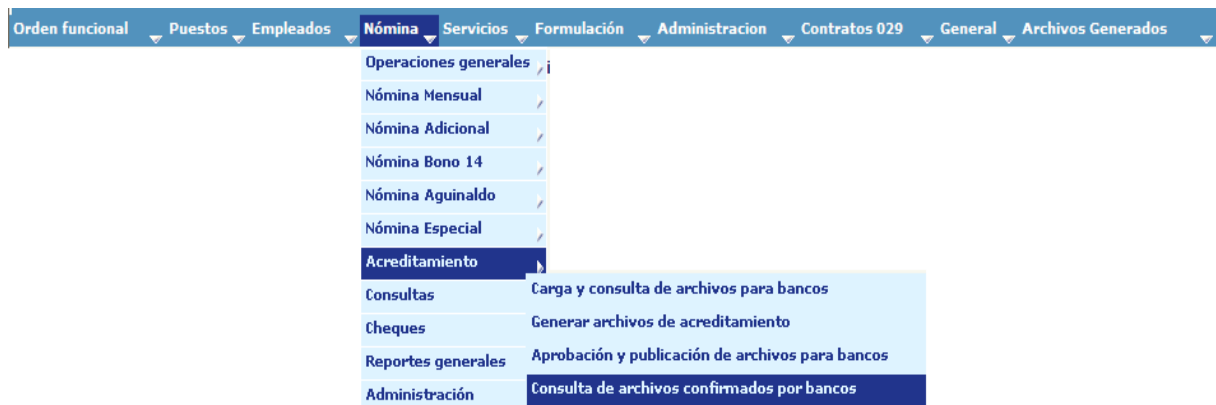 Orden funcional Puestos Empleados Nómina Servicios Formulación Administracion Contratos 029 General Archivos Generados
Operaciones generales
Nómina Mensual
Nómina Adicional
Nómina Bono 14
Nómina Aguinaldo
Nómina Especial
Acreditamiento
Consultas
Cheques
Reportes generales
Administración
Carga y consulta de archivos para bancos
Generar archivos de acreditamiento
Aprobación y publicación de archivos para bancos
Consulta de archivos confirmados por bancos